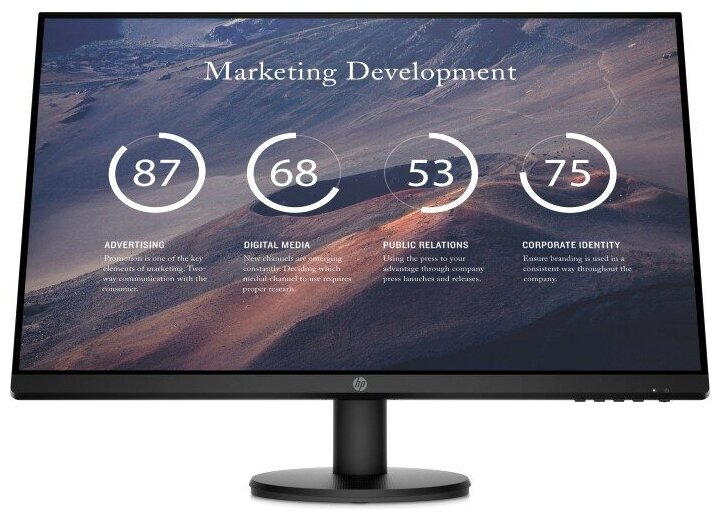 Marketing Development
87
68
53
75
ADVERTISING
Promotion is one of the key
elements of marketing. Two-
way communication with the
consumer.
DIGITAL MEDIA
New channels are emerging
constantly. Deciding which
medial channel to use requires
proper researh.
PUBLIC RELATIONS
Using the press to your
advantage through company
press lanuches and releases.
CORPORATE IDENTITY
Ensure branding is used in a
consistent way throughout the
company.
hp